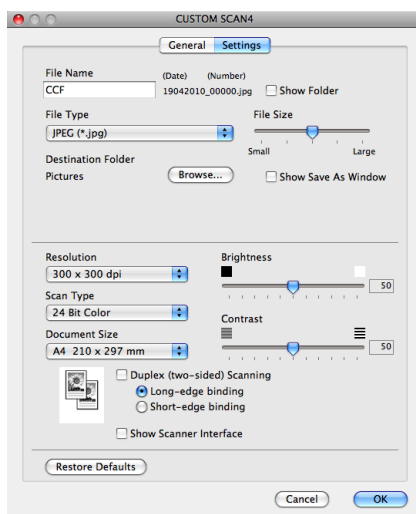 CUSTOM SCAN4
General Settings
File Name
(Date) (Number)
CCF
19042010_00000.jpg
Show Folder
File Type
File Size
JPEG (*.jpg)
Small Large
Destination Folder
Pictures
Browse...
Show Save As Window
Resolution
Brightness
300 x 300 dpi
50
Scan Type
24 Bit Color
Contrast
Document Size
A4 210 x 297 mm
50
Duplex (two-sided) Scanning
Long-edge binding
Short-edge binding
Show Scanner Interface
Restore Defaults
Cancel OK